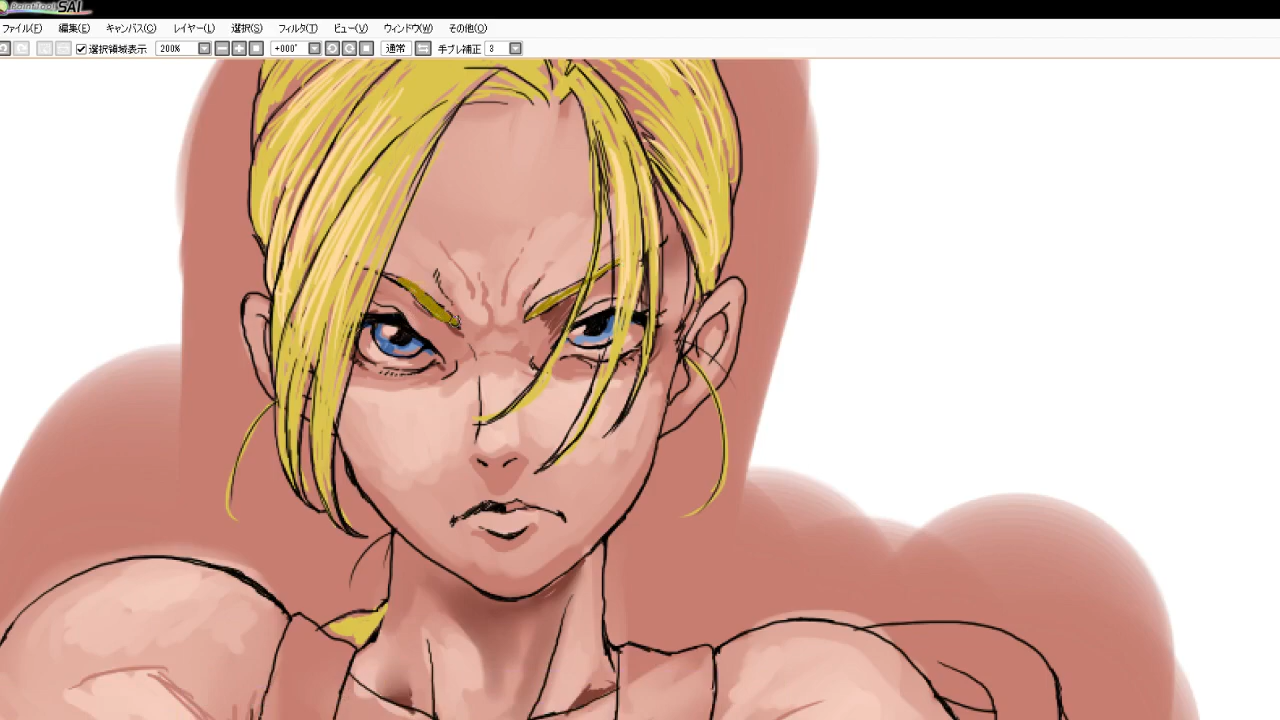 PaintTool SAI
ファイル(F) 編集(E) キャンバス(C) レイヤー(L) 選択(S) フィルタ(T) ビュー(V) ウィンドウ(W) その他(O)
選択領域表示 200% +000° 通常 手ブレ補正 3